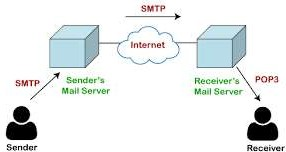 SMTP
Internet
SMTP
Sender's
Mail Server
Receiver's
Mail Server
POP3
Sender
Receiver